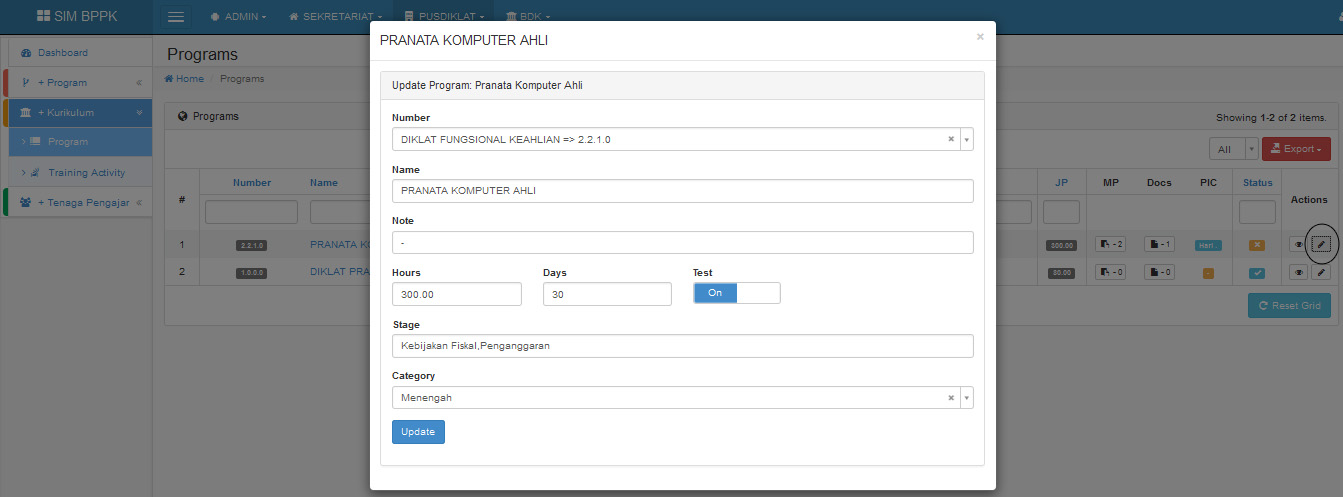 SIM BPPK
ADMIN
SEKRETARIAT
PUSDIKLAT
BDK
Dashboard
+ Program
+ Kurikulum
Program
Training Activity
+ Tenaga Pengajar
Programs
Home / Programs
Programs
Showing 1-2 of 2 items.
All
Export
# Number Name JP MP Docs PIC Status Actions
1 2.2.1.0 PRANATA 300.00 - 2 - 1 Hari..
2 1.0.0.0 DIKLAT PRA 80.00 - 0 - 0 -
Reset Grid
PRANATA KOMPUTER AHLI
×
Update Program: Pranata Komputer Ahli
Number
DIKLAT FUNGSIONAL KEAHLIAN => 2.2.1.0
Name
PRANATA KOMPUTER AHLI
Note
-
Hours Days Test
300.00 30 On
Stage
Kebijakan Fiskal,Penganggaran
Category
Menengah
Update